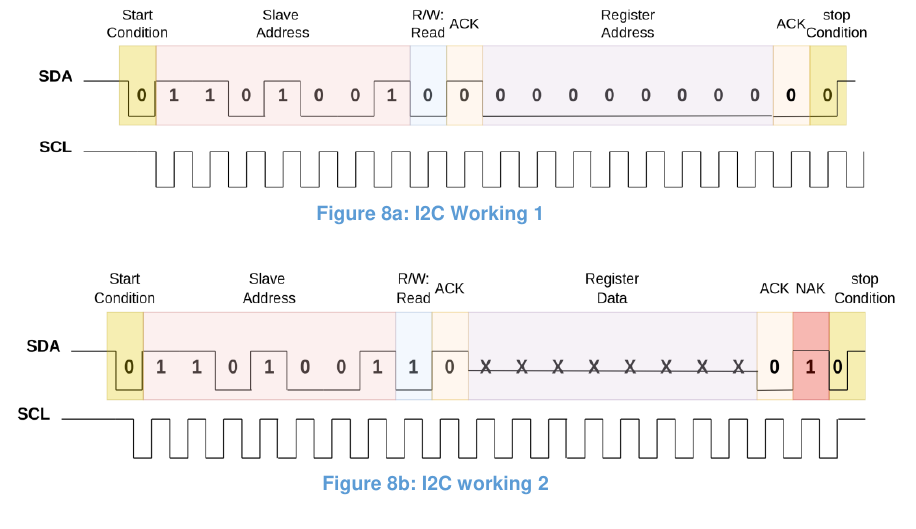 Start Condition
Slave Address
R/W: Read
ACK
Register Address
ACK
stop Condition
SDA
0 1 1 0 1 0 0 1 0 0 0 0 0 0 0 0 0 0 0 0
SCL
Figure 8a: I2C Working 1
Start Condition
Slave Address
R/W: Read
ACK
Register Data
ACK
NAK
stop Condition
SDA
0 1 1 0 1 0 0 1 1 0 X X X X X X X X 0 1 0
SCL
Figure 8b: I2C working 2